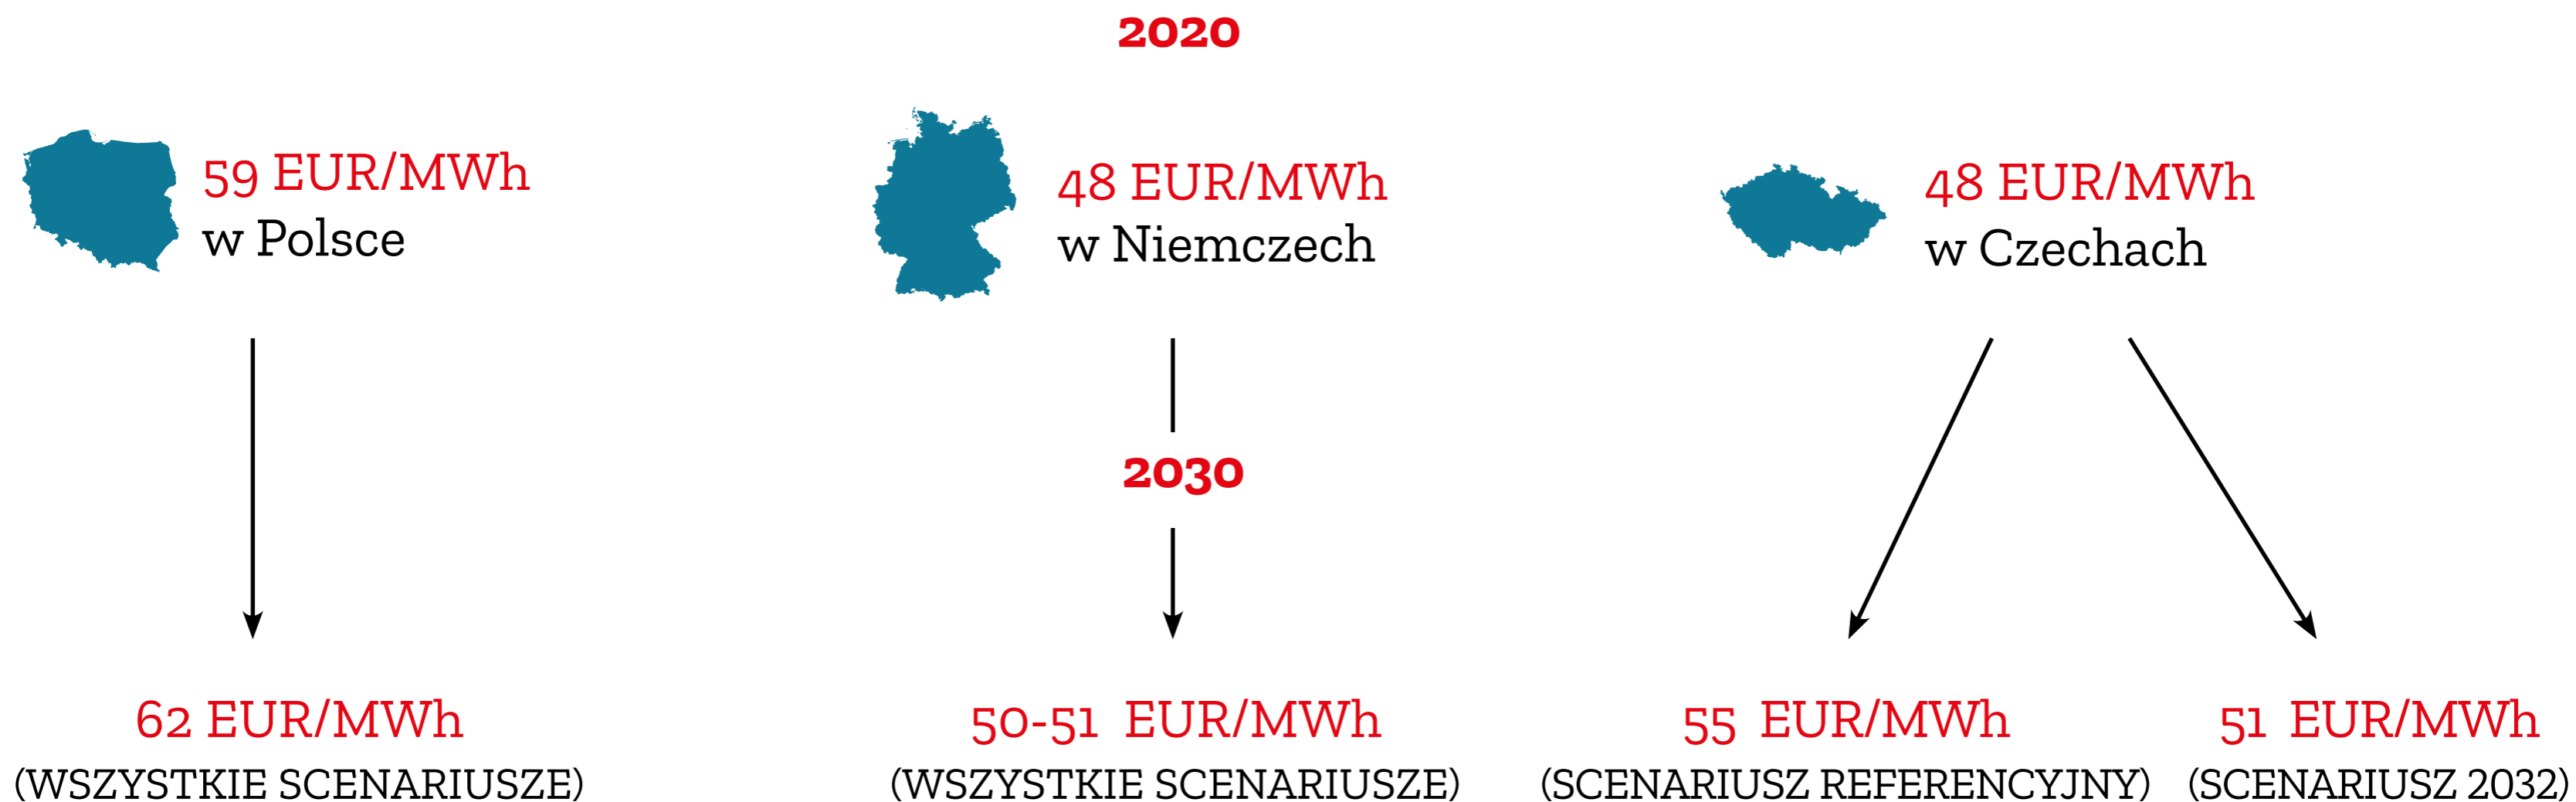 2020
59 EUR/MWh
w Polsce
48 EUR/MWh
w Niemczech
48 EUR/MWh
w Czechach
2030
62 EUR/MWh
(WSZYSTKIE SCENARIUSZE)
50-51 EUR/MWh
(WSZYSTKIE SCENARIUSZE)
55 EUR/MWh
(SCENARIUSZ REFERENCYJNY)
51 EUR/MWh
(SCENARIUSZ 2032)